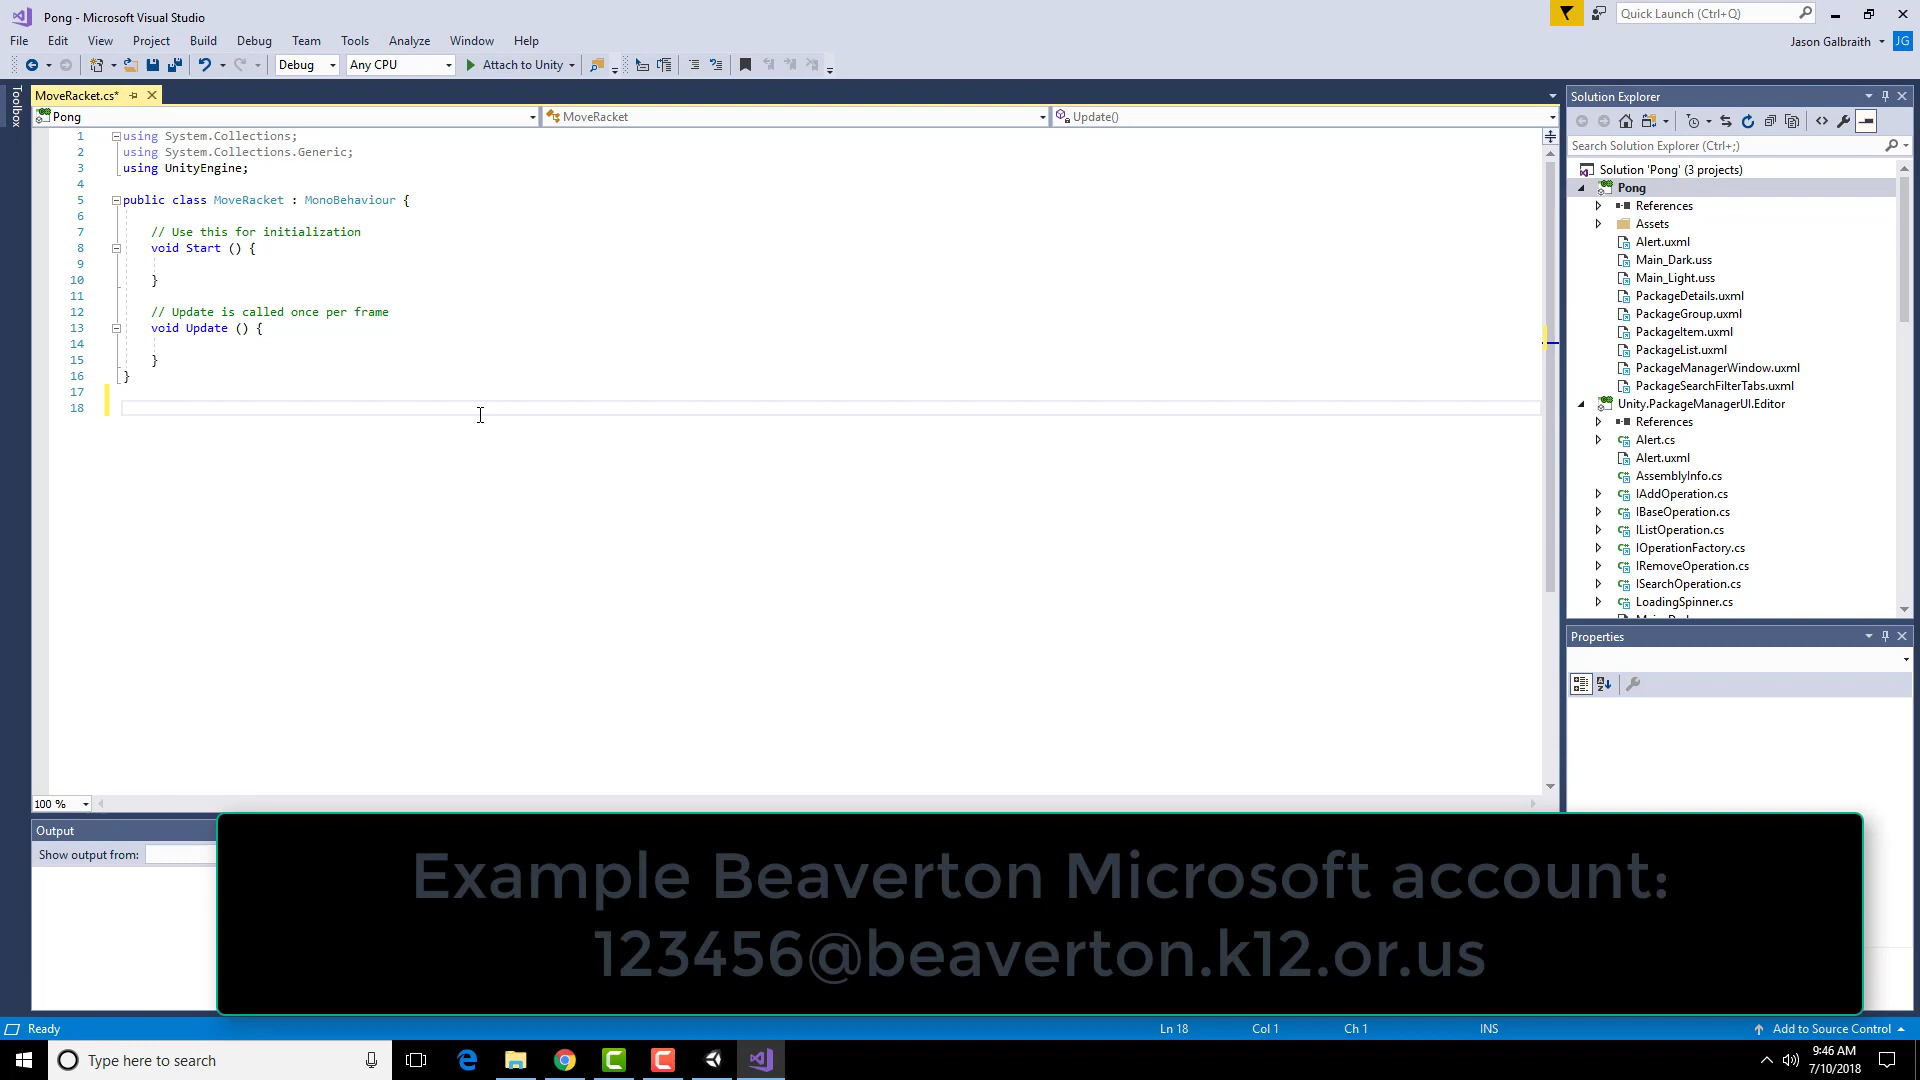 Pong - Microsoft Visual Studio
Quick Launch (Ctrl+Q)
File Edit View Project Build Debug Team Tools Analyze Window Help
Jason Galbraith JG
Debug Any CPU Attach to Unity
Toolbox
MoveRacket.cs*
Pong MoveRacket Update()
1 using System.Collections;
2 using System.Collections.Generic;
3 using UnityEngine;
4
5 public class MoveRacket : MonoBehaviour {
6
7 // Use this for initialization
8 void Start () {
9
10 }
11
12 // Update is called once per frame
13 void Update () {
14
15 }
16 }
17
18
100 %
Solution Explorer
Search Solution Explorer (Ctrl+;)
Solution 'Pong' (3 projects)
Pong
References
Assets
Alert.uxml
Main_Dark.uss
Main_Light.uss
PackageDetails.uxml
PackageGroup.uxml
PackageItem.uxml
PackageList.uxml
PackageManagerWindow.uxml
PackageSearchFilterTabs.uxml
Unity.PackageManagerUI.Editor
References
Alert.cs
Alert.uxml
AssemblyInfo.cs
IAddOperation.cs
IBaseOperation.cs
IListOperation.cs
IOperationFactory.cs
IRemoveOperation.cs
ISearchOperation.cs
LoadingSpinner.cs
Properties
Output
Show output from:
Example Beaverton Microsoft account:
123456@beaverton.k12.or.us
Ready Ln 18 Col 1 Ch 1 INS Add to Source Control
Type here to search
9:46 AM
7/10/2018